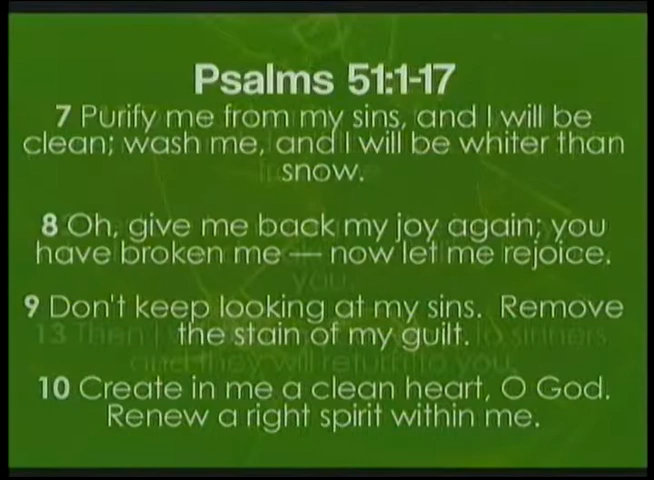 Psalms 51:1-17
7 Purify me from my sins, and I will be
clean; wash me, and I will be whiter than
snow.
8 Oh, give me back my joy again; you
have broken me — now let me rejoice.
9 Don't keep looking at my sins. Remove
the stain of my guilt.
10 Create in me a clean heart, O God.
Renew a right spirit within me.